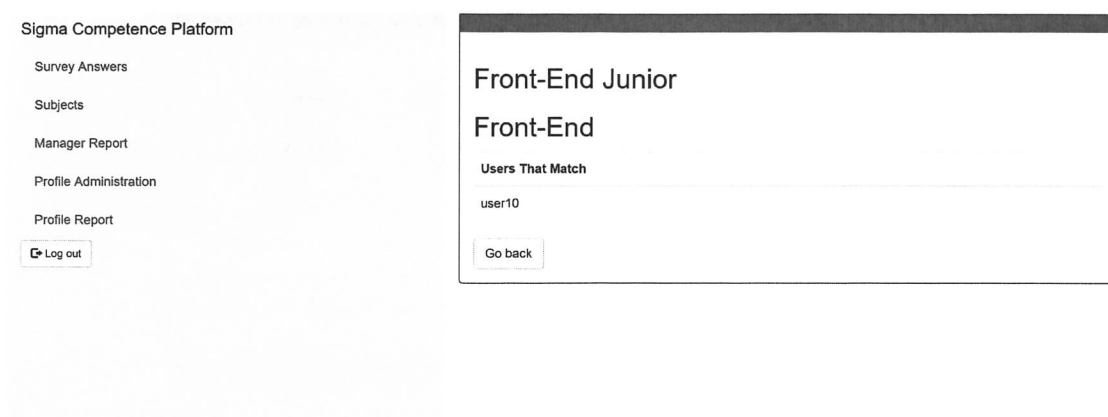 Sigma Competence Platform
Survey Answers
Subjects
Manager Report
Profile Administration
Profile Report
Log out
Front-End Junior
Front-End
Users That Match
user10
Go back